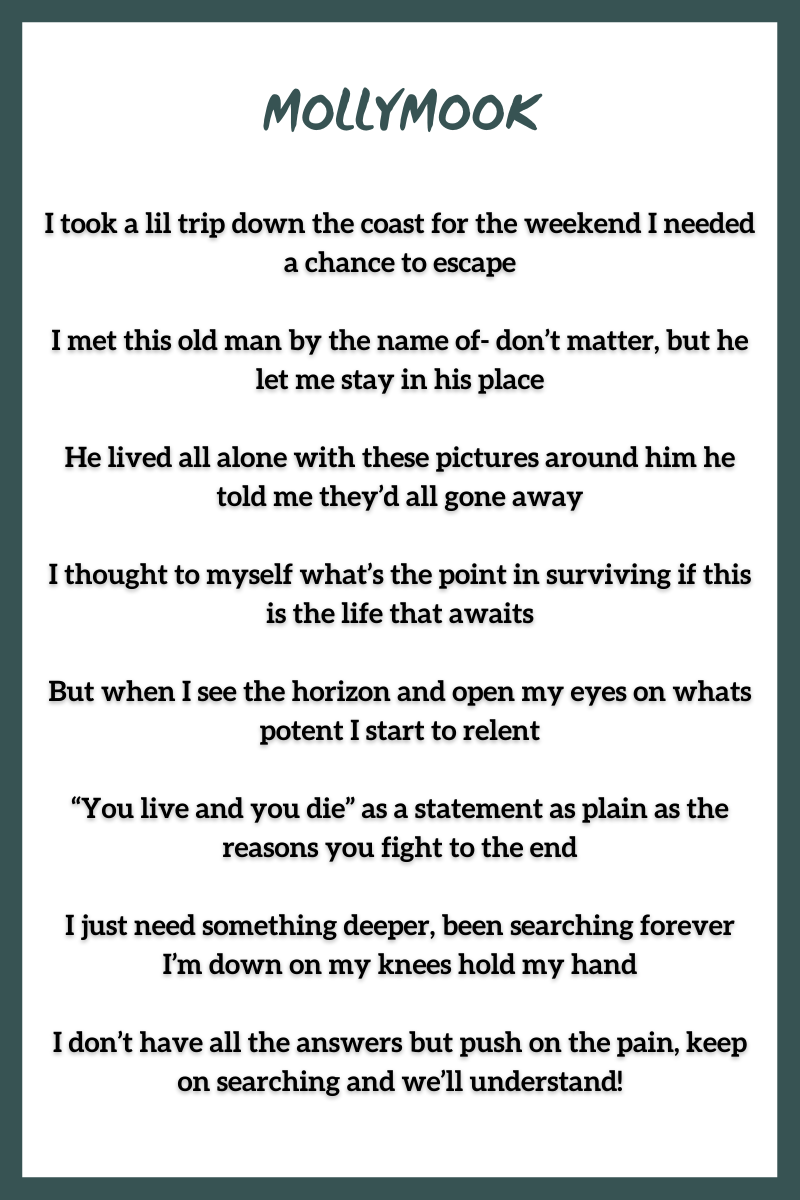 MOLLYMOOK
I took a lil trip down the coast for the weekend I needed
a chance to escape
I met this old man by the name of- don’t matter, but he
let me stay in his place
He lived all alone with these pictures around him he
told me they’d all gone away
I thought to myself what’s the point in surviving if this
is the life that awaits
But when I see the horizon and open my eyes on whats
potent I start to relent
“You live and you die” as a statement as plain as the
reasons you fight to the end
I just need something deeper, been searching forever
I’m down on my knees hold my hand
I don’t have all the answers but push on the pain, keep
on searching and we’ll understand!